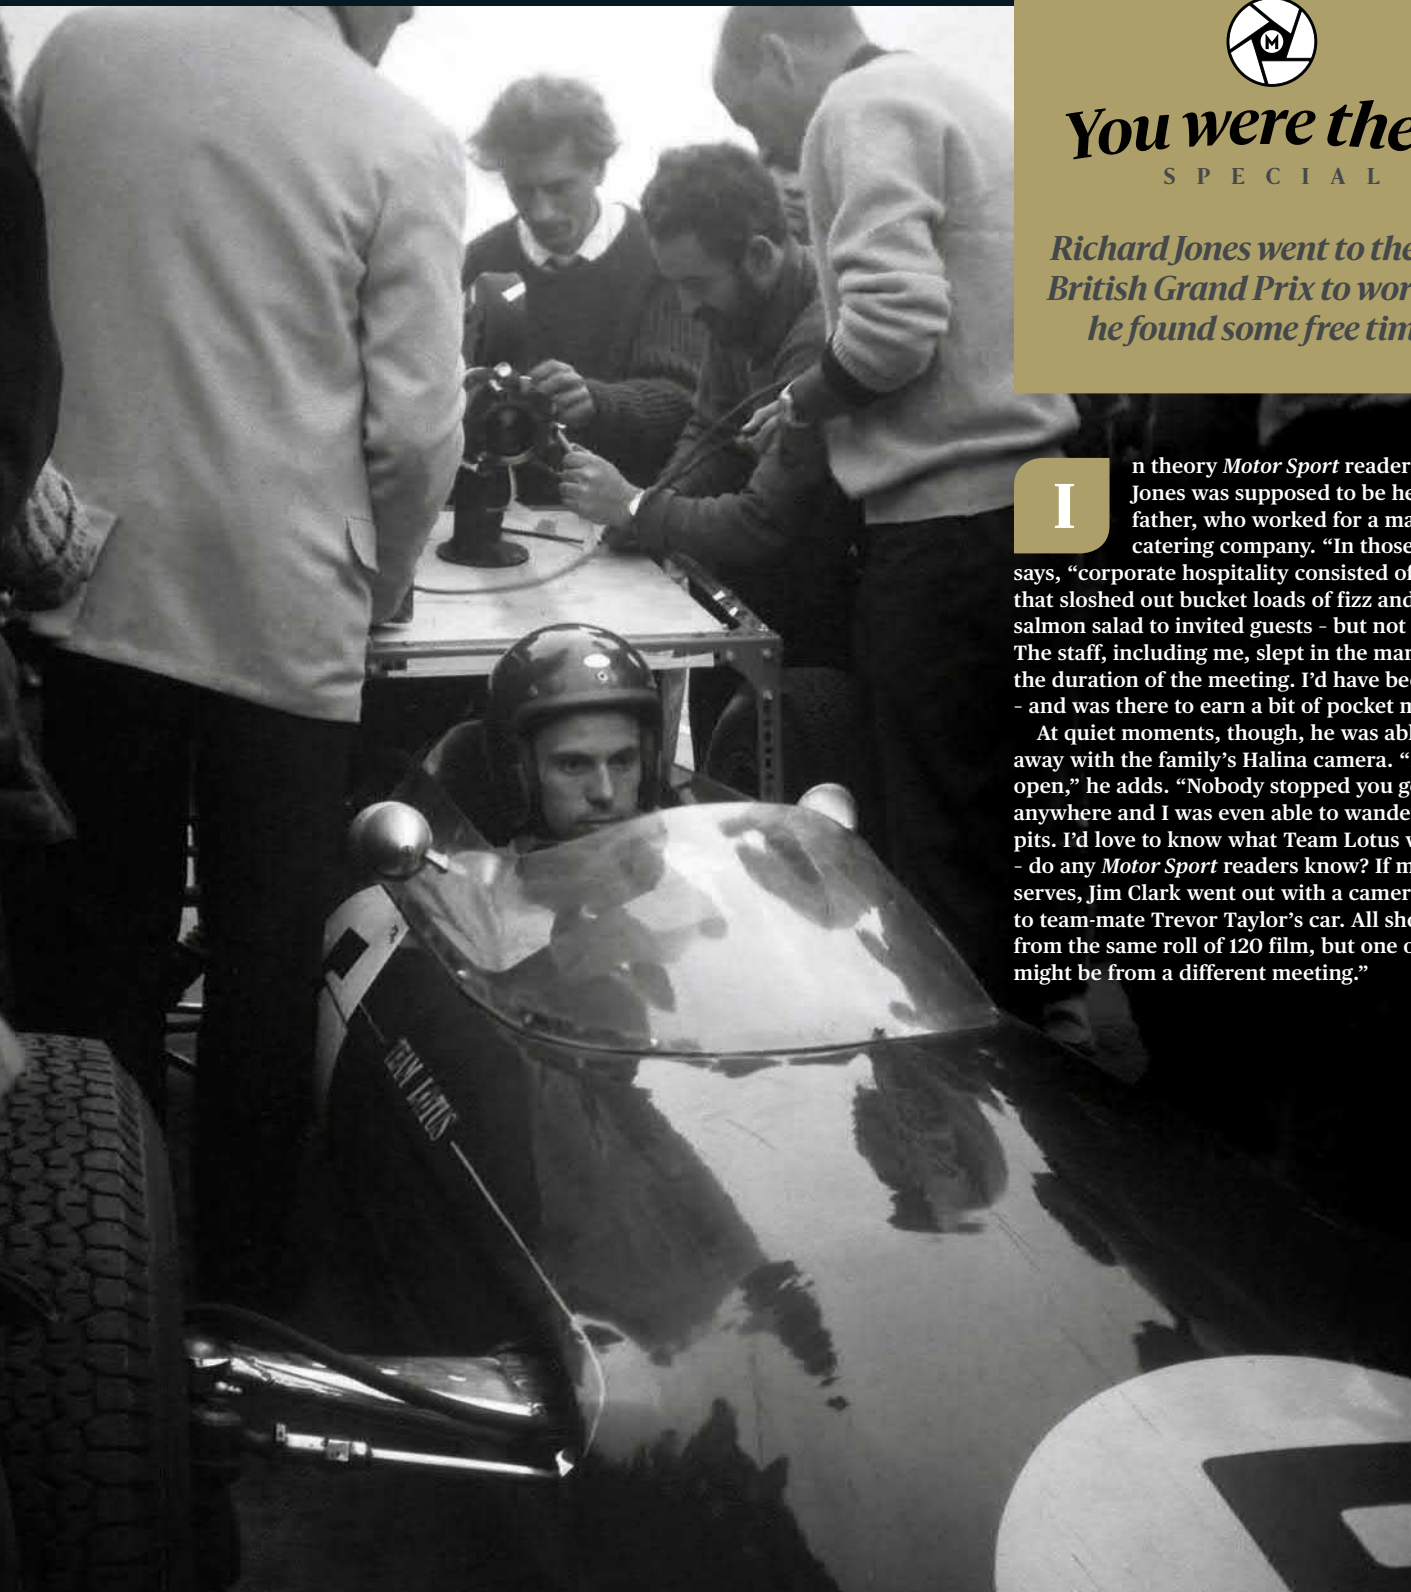 M
You were the
SPECIAL
Richard Jones went to the
British Grand Prix to wor
he found some free tim
In theory Motor Sport reader
Jones was supposed to be he
father, who worked for a ma
catering company. “In those
says, “corporate hospitality consisted of
that sloshed out bucket loads of fizz and
salmon salad to invited guests – but not
The staff, including me, slept in the mar
the duration of the meeting. I’d have bee
– and was there to earn a bit of pocket m
At quiet moments, though, he was abl
away with the family’s Halina camera. “
open,” he adds. “Nobody stopped you g
anywhere and I was even able to wande
pits. I’d love to know what Team Lotus w
– do any Motor Sport readers know? If m
serves, Jim Clark went out with a camer
to team-mate Trevor Taylor’s car. All sho
from the same roll of 120 film, but one o
might be from a different meeting.”
TEAM LOTUS